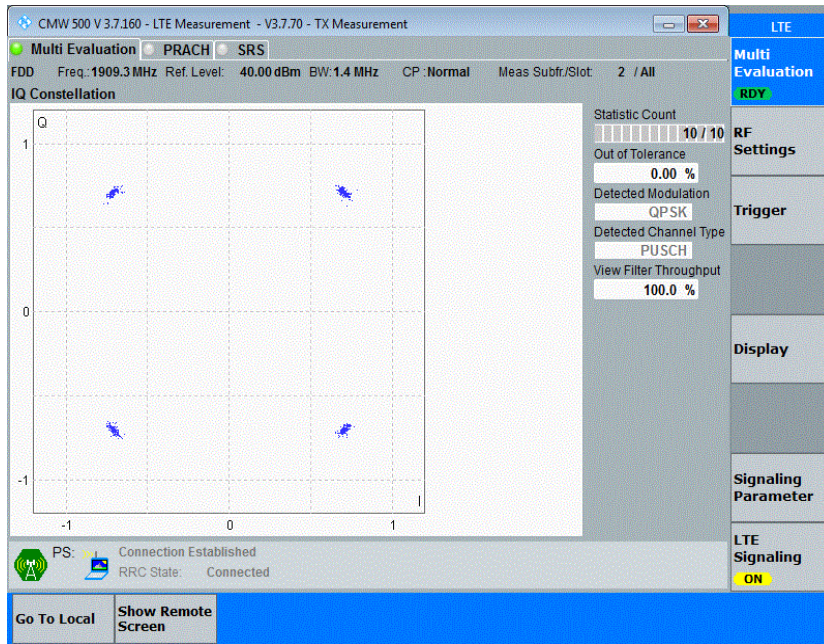 CMW 500 V 3.7.160 - LTE Measurement - V3.7.70 - TX Measurement
LTE
Multi Evaluation PRACH SRS
Multi
Evaluation
RDY
FDD Freq.:1909.3 MHz Ref. Level: 40.00 dBm BW:1.4 MHz CP :Normal Meas Subfr./Slot: 2 / All
IQ Constellation
Q
1
0
-1
-1
0
1
I
Statistic Count
10 / 10
Out of Tolerance
0.00 %
Detected Modulation
QPSK
Detected Channel Type
PUSCH
View Filter Throughput
100.0 %
RF
Settings
Trigger
Display
Signaling
Parameter
LTE
Signaling
ON
PS: Connection Established
RRC State: Connected
Go To Local
Show Remote
Screen